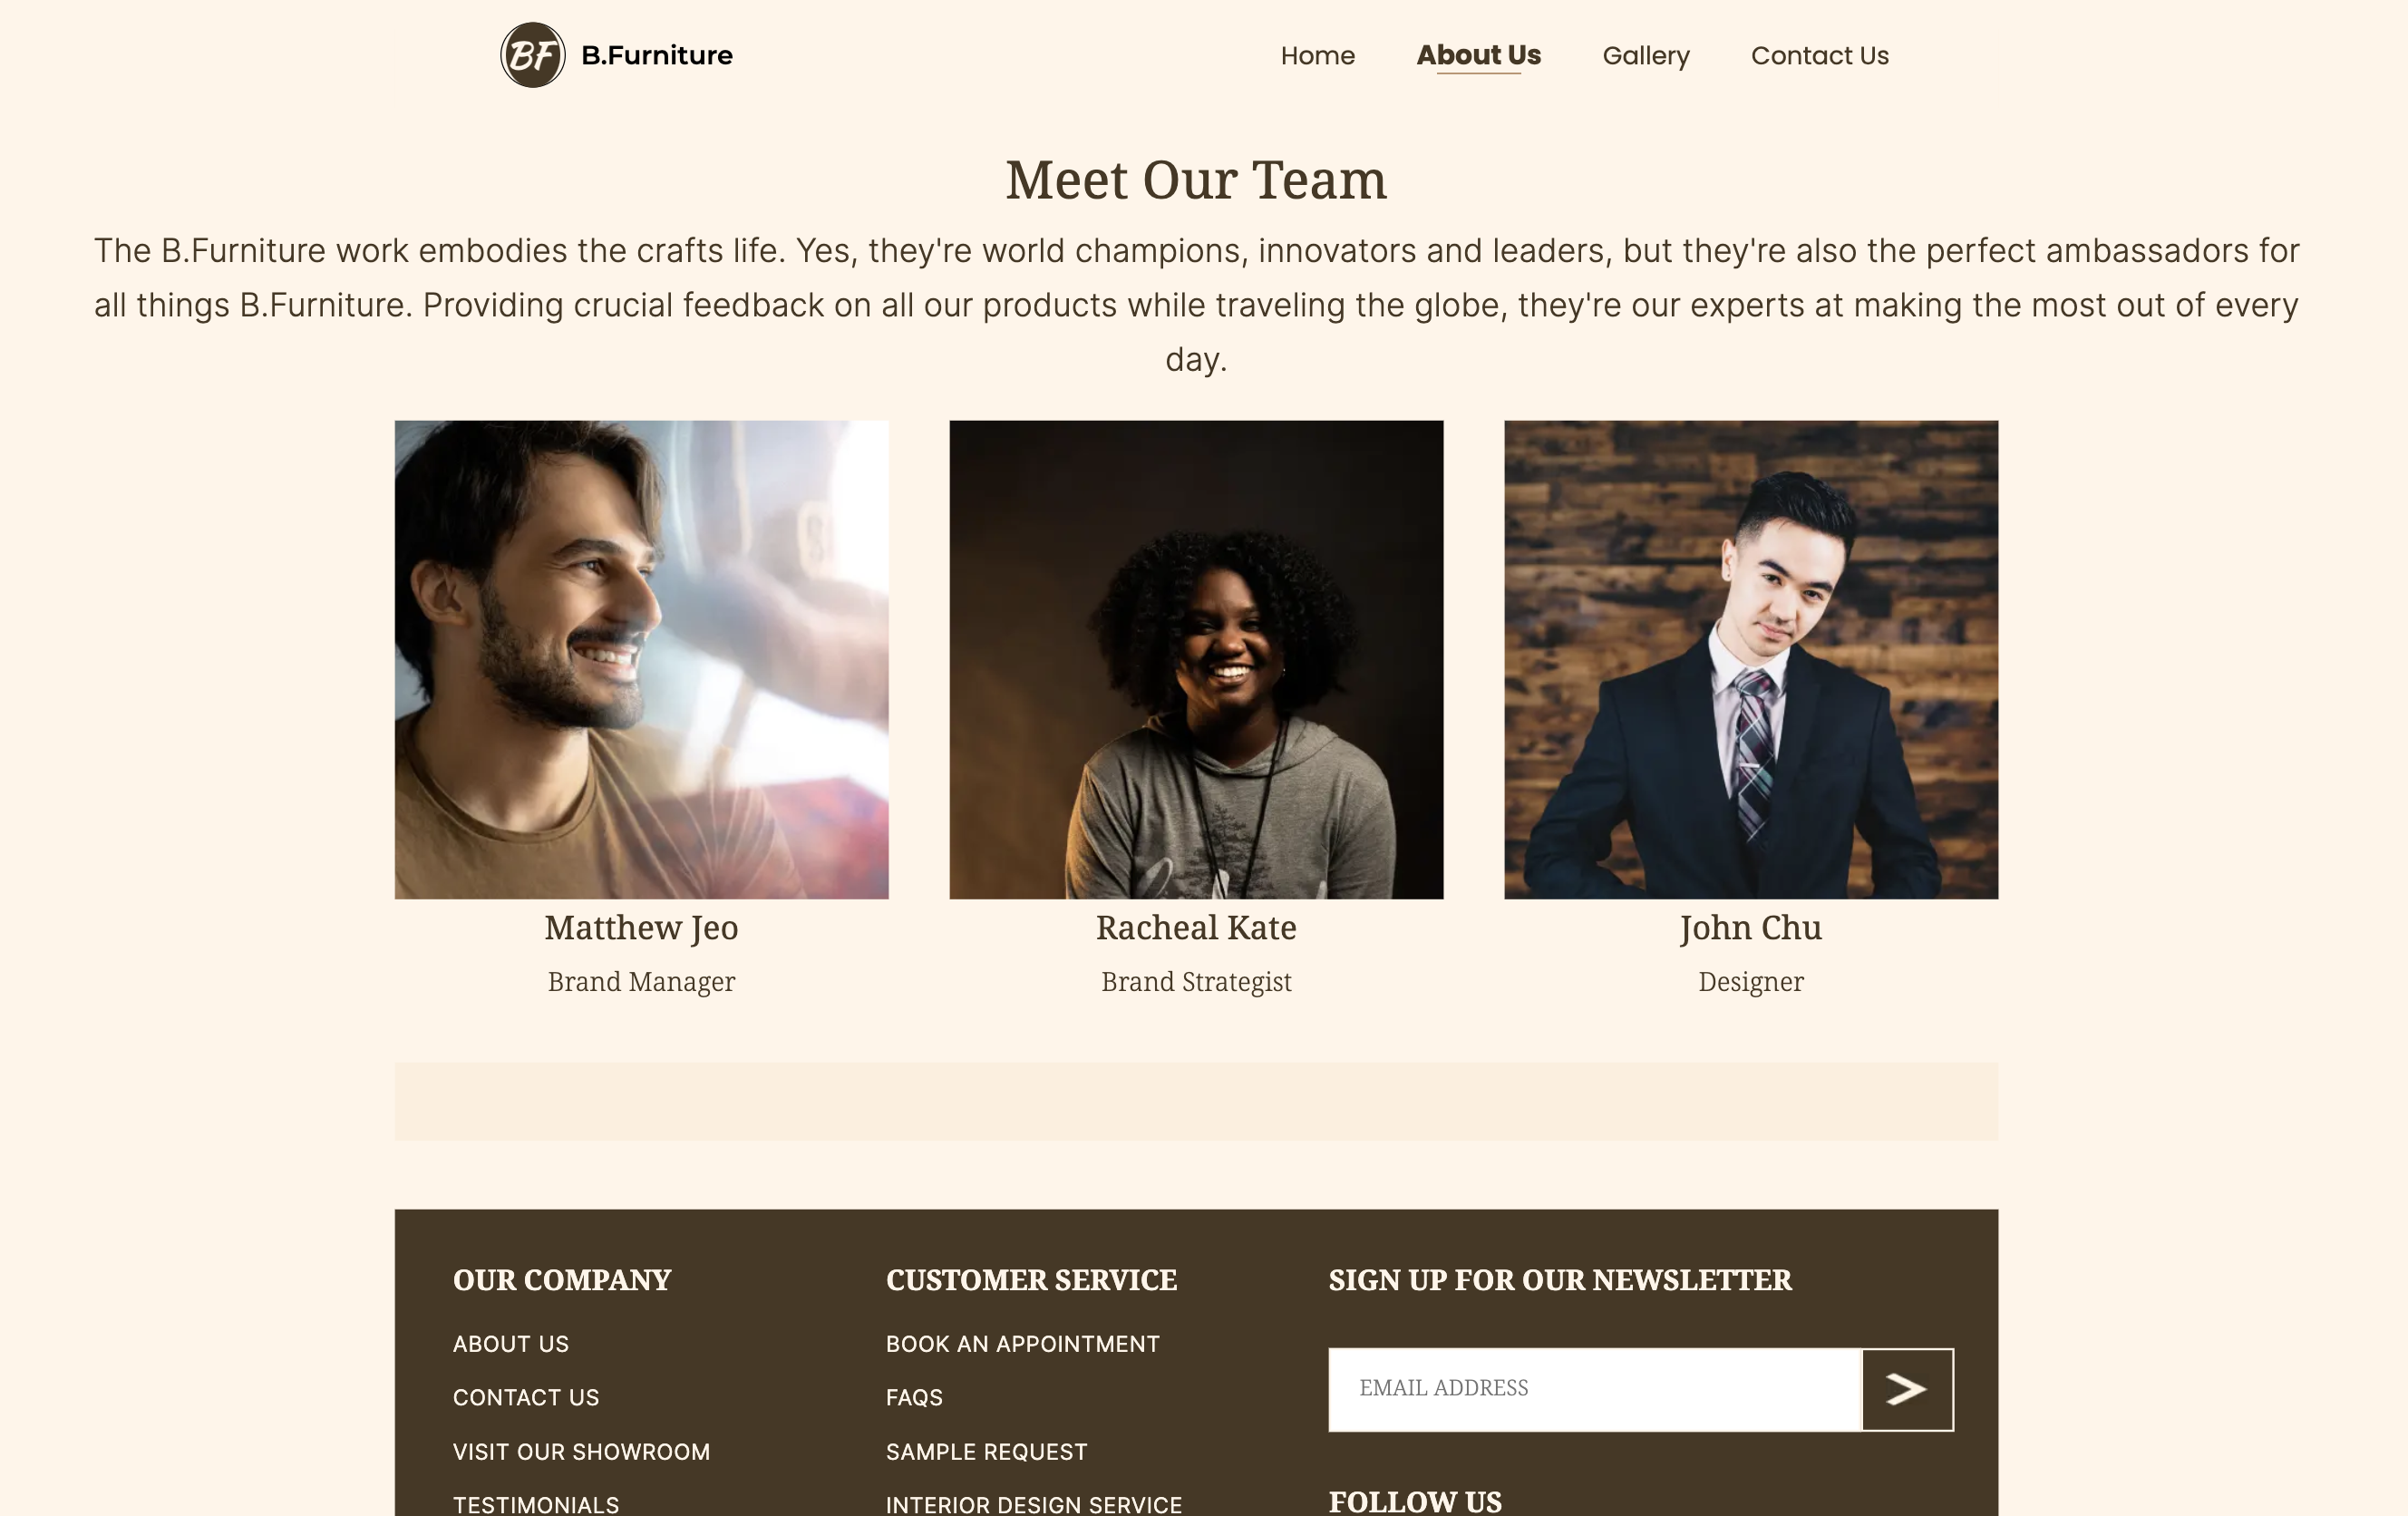 BF B.Furniture
Home About Us Gallery Contact Us
Meet Our Team
The B.Furniture work embodies the crafts life. Yes, they're world champions, innovators and leaders, but they're also the perfect ambassadors for
all things B.Furniture. Providing crucial feedback on all our products while traveling the globe, they're our experts at making the most out of every
day.
Matthew Jeo
Brand Manager
Racheal Kate
Brand Strategist
John Chu
Designer
OUR COMPANY
ABOUT US
CONTACT US
VISIT OUR SHOWROOM
TESTIMONIALS
CUSTOMER SERVICE
BOOK AN APPOINTMENT
FAQS
SAMPLE REQUEST
INTERIOR DESIGN SERVICE
SIGN UP FOR OUR NEWSLETTER
EMAIL ADDRESS
FOLLOW US